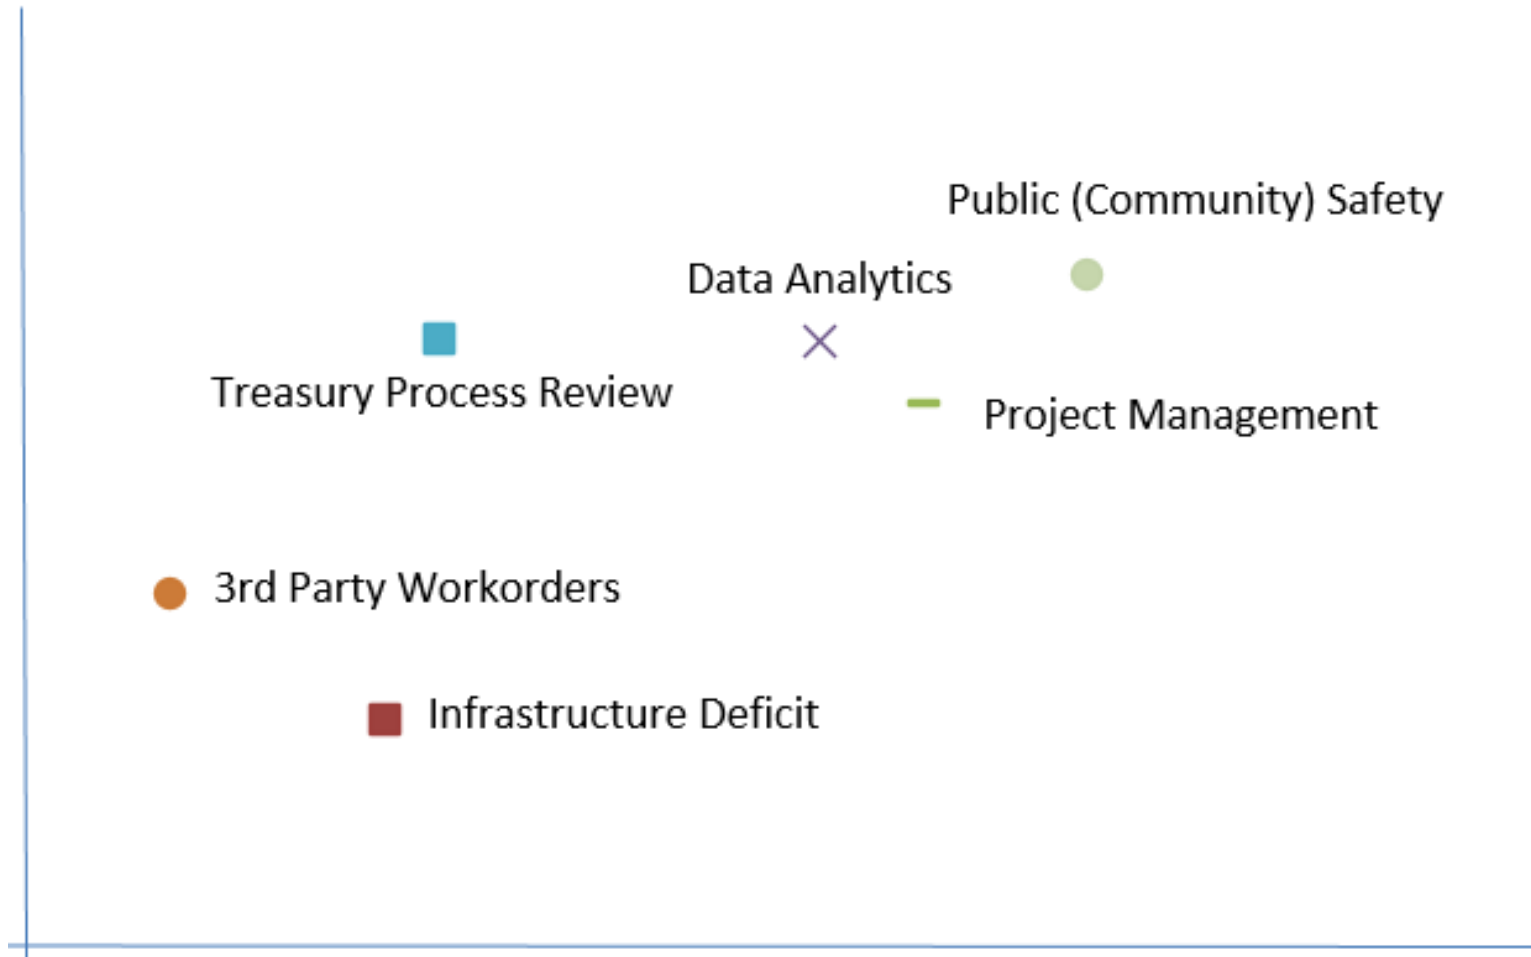 Public (Community) Safety
Data Analytics
Treasury Process Review
Project Management
3rd Party Workorders
Infrastructure Deficit